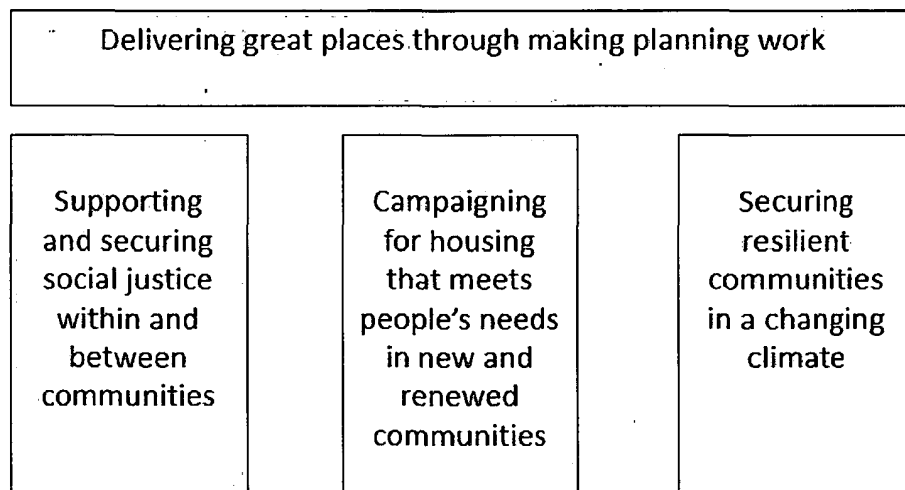 Delivering great places through making planning work
Supporting
and securing
social justice
within and
between
communities
Campaigning
for housing
that meets
people's needs
in new and
renewed
communities
Securing
resilient
communities
in a changing
climate